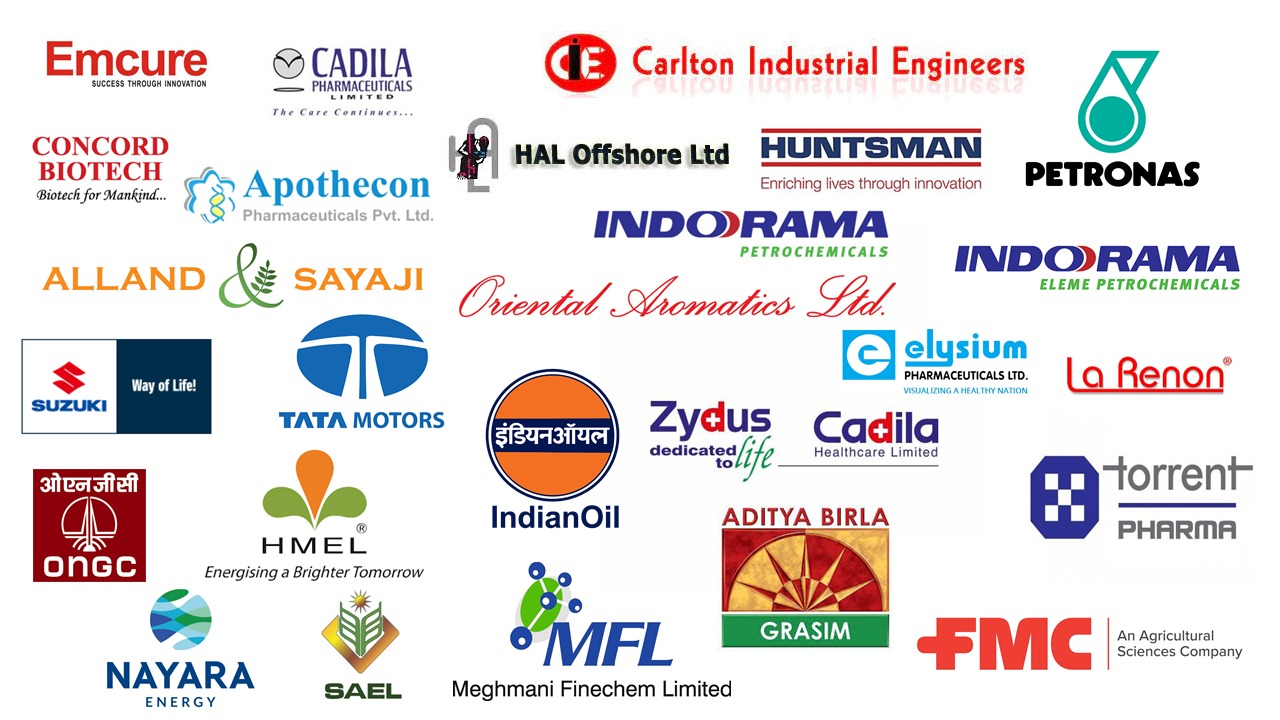 Emcure
SUCCESS THROUGH INNOVATION
CADILA
PHARMACEUTICALS
LIMITED
The Care Continues...
CIE Carlton Industrial Engineers
PETRONAS
CONCORD
BIOTECH
Biotech for Mankind...
Apothecon
Pharmaceuticals Pvt. Ltd.
HAL
HAL Offshore Ltd
HUNTSMAN
Enriching lives through innovation
INDORAMA
PETROCHEMICALS
INDORAMA
ELEME PETROCHEMICALS
ALLAND & SAYAJI
Oriental Aromatics Ltd.
SUZUKI
Way of Life!
TATA MOTORS
इंडियनऑयल
IndianOil
e elysium
PHARMACEUTICALS LTD.
VISUALIZING A HEALTHY NATION
La Renon®
Zydus
dedicated
to life
Cadila
Healthcare Limited
torrent
PHARMA
ओएनजीसी
ONGC
HMEL®
Energising a Brighter Tomorrow
ADITYA BIRLA
GRASIM
NAYARA
ENERGY
SAEL
MFL
Meghmani Finechem Limited
FMC
An Agricultural
Sciences Company